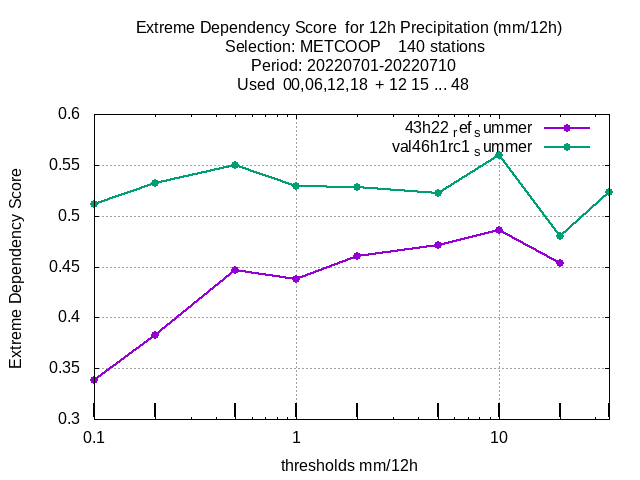 Extreme Dependency Score  for 12h Precipitation (mm/12h)
Selection: METCOOP    140 stations
Period: 20220701-20220710
Used  00,06,12,18  + 12 15 ... 48
0.6
43h22 ref summer
val46h1rc1 summer
0.55
0.5
Extreme Dependency Score
0.45
0.4
0.35
0.3
0.1
1
10
thresholds mm/12h